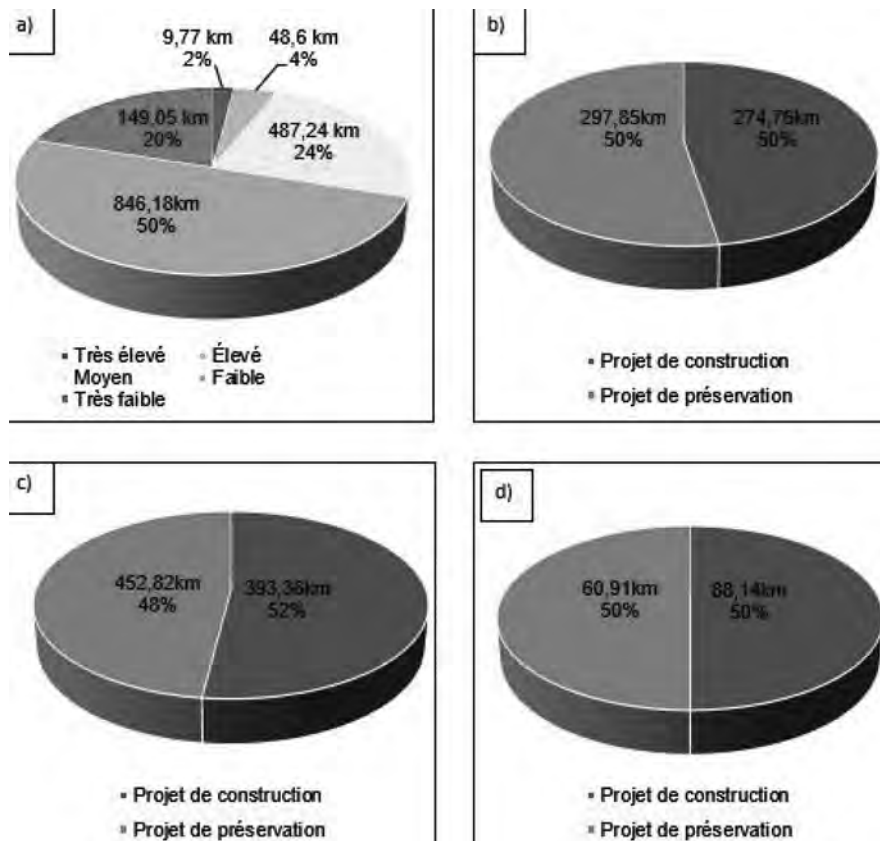 a)
9,77 km
2%
48,6 km
4%
487,24 km
24%
149,05 km
20%
846,18km
50%
Très élevé
Élevé
Moyen
Faible
Très faible
b)
297,85km
50%
274,76km
50%
Projet de construction
Projet de préservation
c)
452,82km
48%
393,36km
52%
Projet de construction
Projet de préservation
d)
60,91km
50%
88,14km
50%
Projet de construction
Projet de préservation